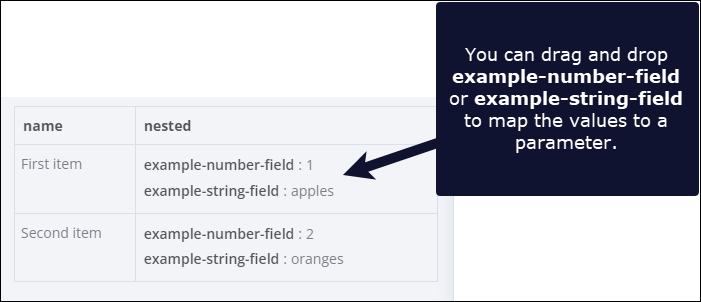 You can drag and drop
example-number-field
or example-string-field
to map the values to a
parameter.
name nested
First item example-number-field : 1
example-string-field : apples
Second item example-number-field : 2
example-string-field : oranges